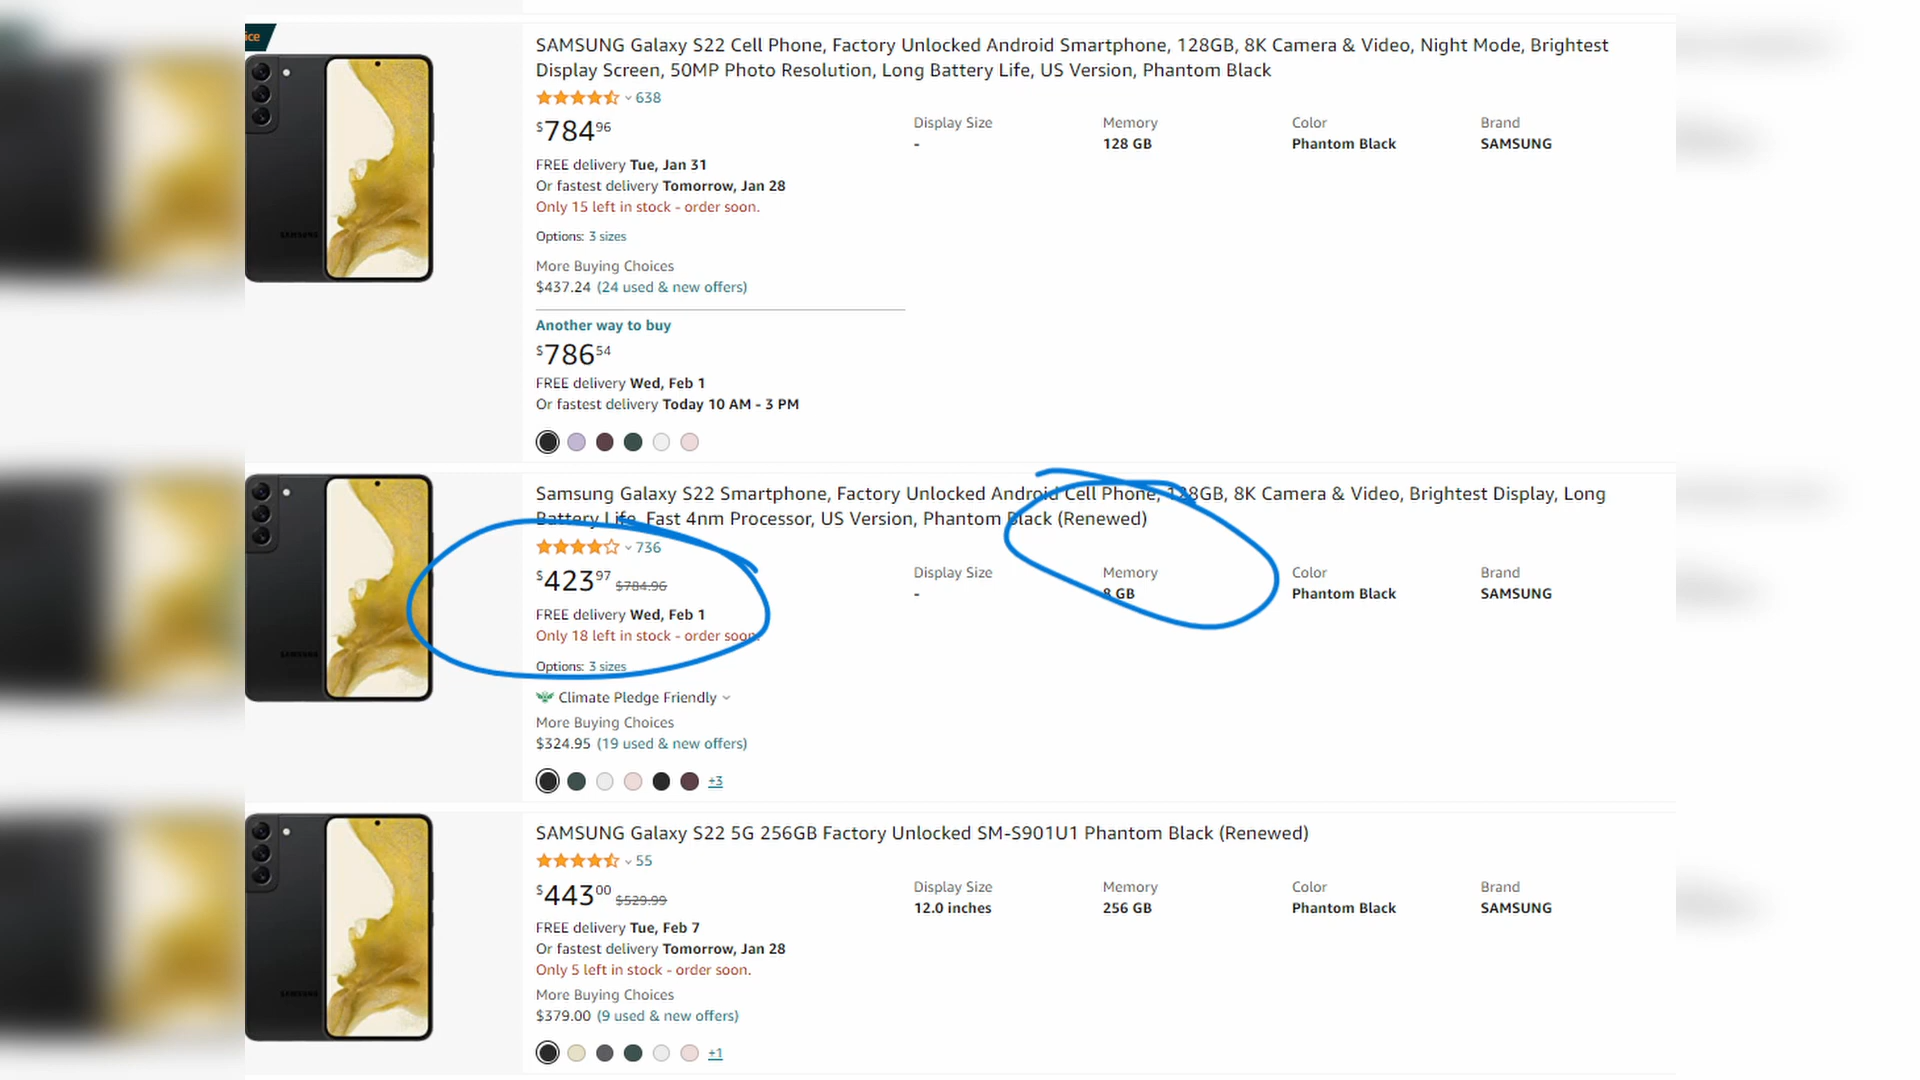 ice
SAMSUNG Galaxy S22 Cell Phone, Factory Unlocked Android Smartphone, 128GB, 8K Camera & Video, Night Mode, Brightest
Display Screen, 50MP Photo Resolution, Long Battery Life, US Version, Phantom Black
638
$784.96
Display Size Memory Color Brand
- 128 GB Phantom Black SAMSUNG
FREE delivery Tue, Jan 31
Or fastest delivery Tomorrow, Jan 28
Only 15 left in stock - order soon.
Options: 3 sizes
More Buying Choices
$437.24 (24 used & new offers)
Another way to buy
$786.54
FREE delivery Wed, Feb 1
Or fastest delivery Today 10 AM - 3 PM
SAMSUNG
Samsung Galaxy S22 Smartphone, Factory Unlocked Android Cell Phone, 128GB, 8K Camera & Video, Brightest Display, Long
Battery Life, Fast 4nm Processor, US Version, Phantom Black (Renewed)
736
$423.97 $784.96
Display Size Memory Color Brand
- 8 GB Phantom Black SAMSUNG
FREE delivery Wed, Feb 1
Only 18 left in stock - order soon.
Options: 3 sizes
Climate Pledge Friendly
More Buying Choices
$324.95 (19 used & new offers)
+3
SAMSUNG
SAMSUNG Galaxy S22 5G 256GB Factory Unlocked SM-S901U1 Phantom Black (Renewed)
55
$443.00 $529.99
Display Size Memory Color Brand
12.0 inches 256 GB Phantom Black SAMSUNG
FREE delivery Tue, Feb 7
Or fastest delivery Tomorrow, Jan 28
Only 5 left in stock - order soon.
More Buying Choices
$379.00 (9 used & new offers)
+1
SAMSUNG